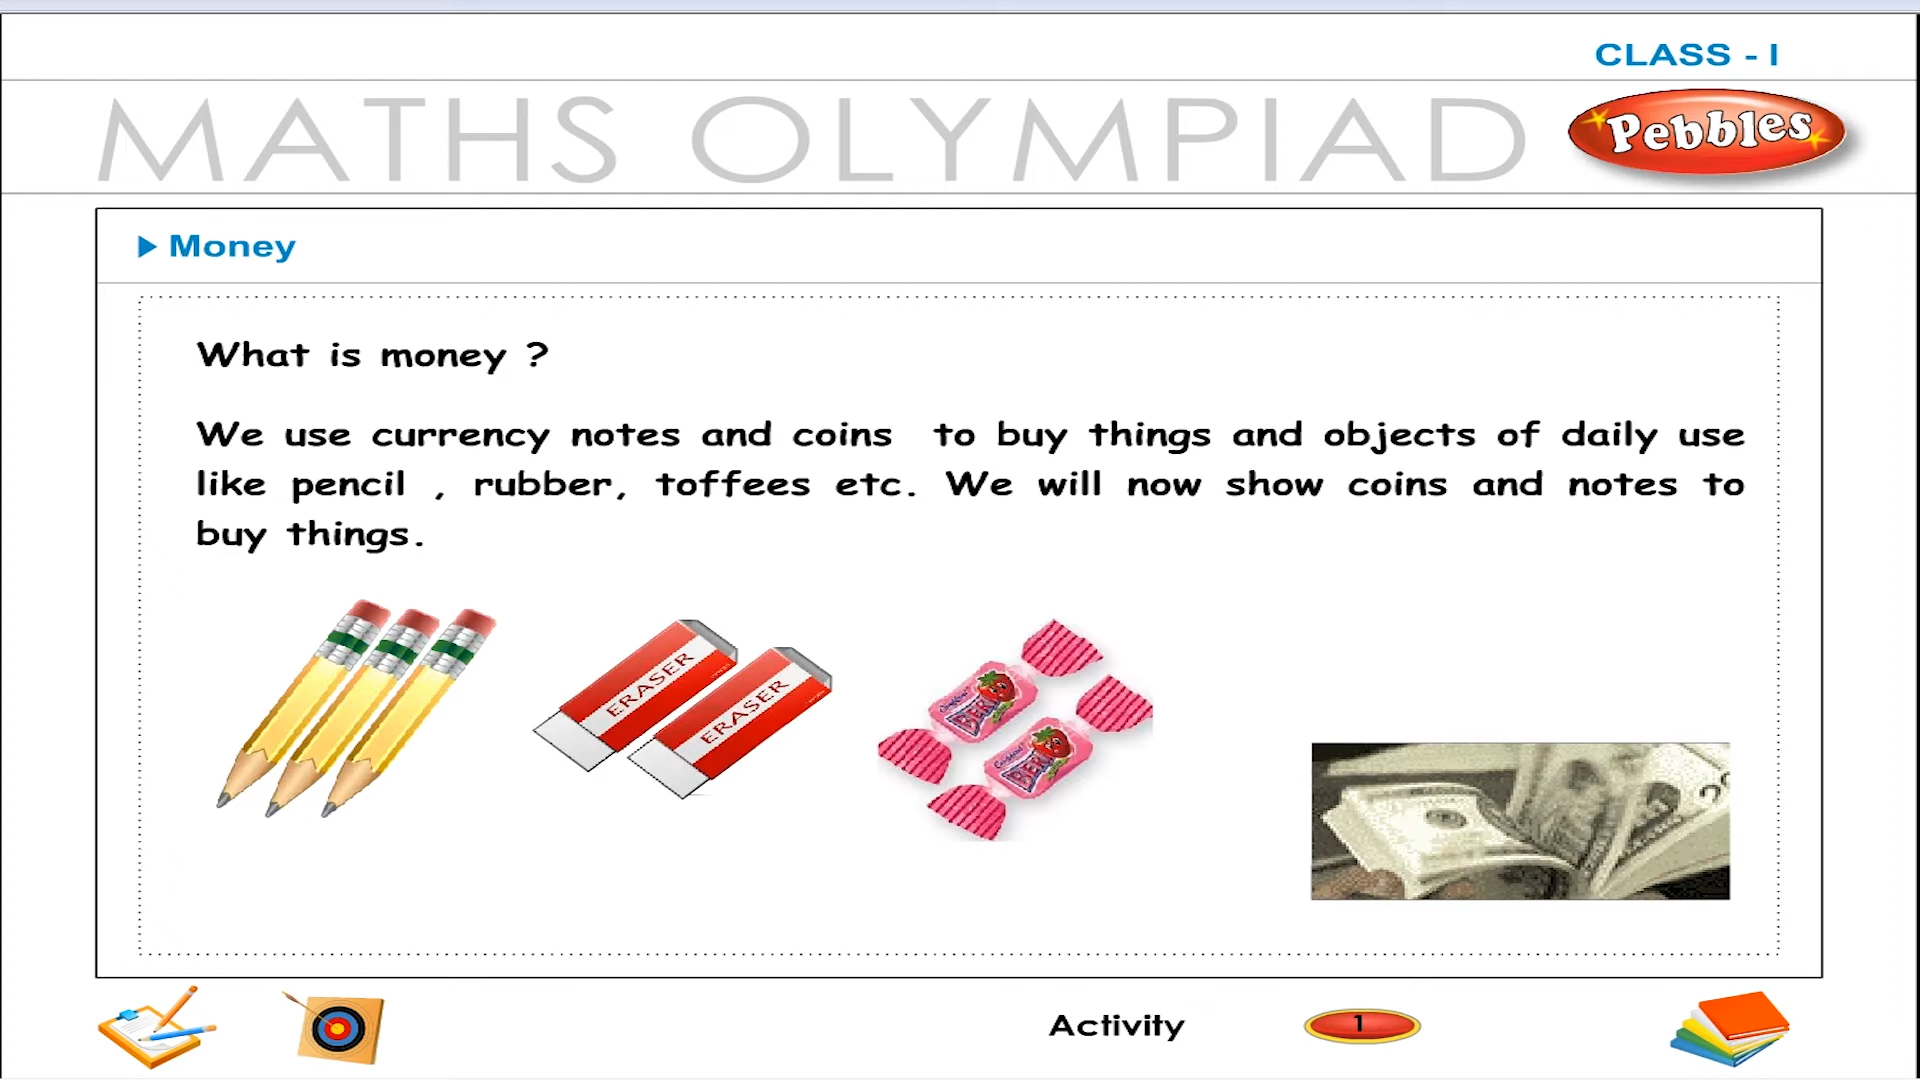 CLASS - I
MATHS OLYMPIAD
Pebbles
Money
What is money ?
We use currency notes and coins to buy things and objects of daily use
like pencil , rubber, toffees etc. We will now show coins and notes to
buy things.
ERASER
ERASER
Activity
1